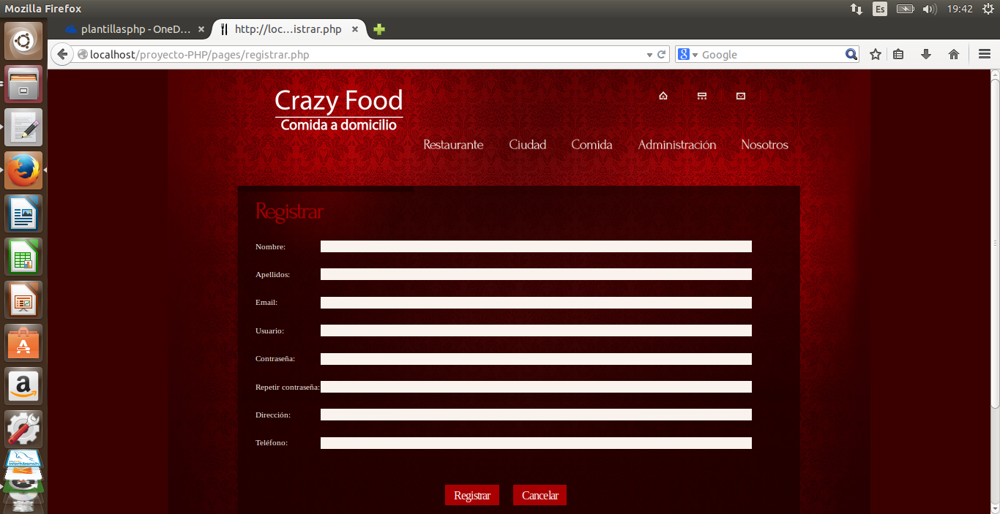 Mozilla Firefox
Es
19:42
plantillasphp - OneD...
http://loc...istrar.php
localhost/proyecto-PHP/pages/registrar.php
8
Google
Crazy Food
Comida a domicilio
Restaurante Ciudad Comida Administración Nosotros
Registrar
Nombre:
Apellidos:
Email:
Usuario:
Contraseña:
Repetir contraseña:
Dirección:
Teléfono:
Registrar Cancelar
A
a
workbench